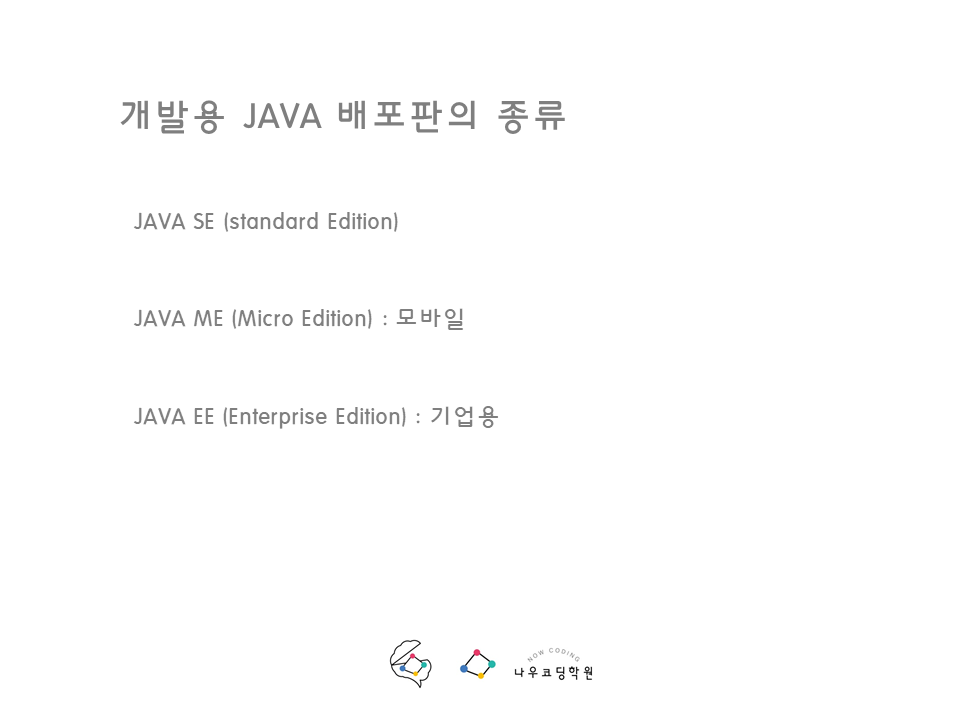 개발용 JAVA 배포판의 종류
JAVA SE (standard Edition)
JAVA ME (Micro Edition) : 모바일
JAVA EE (Enterprise Edition) : 기업용
NOW CODING
나우코딩학원